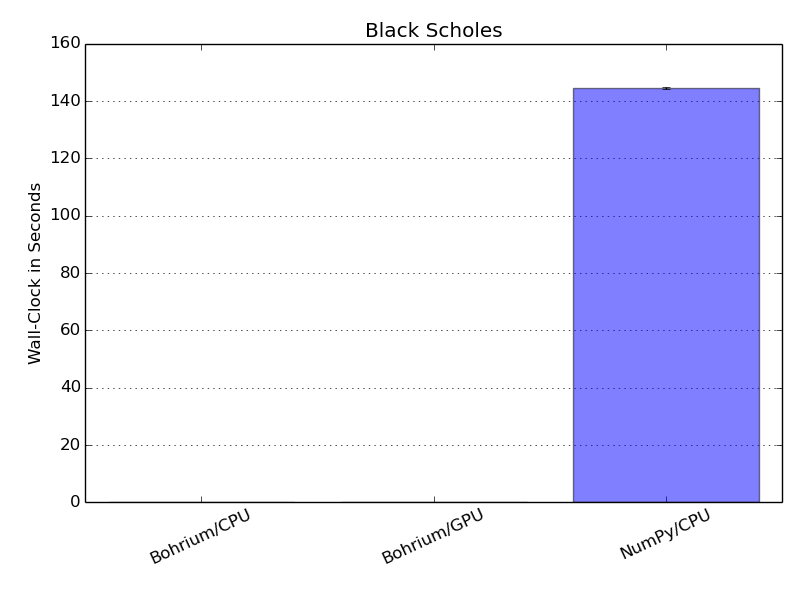 Black Scholes
Wall-Clock in Seconds
160
140
120
100
80
60
40
20
0
Bohrium/CPU
Bohrium/GPU
NumPy/CPU